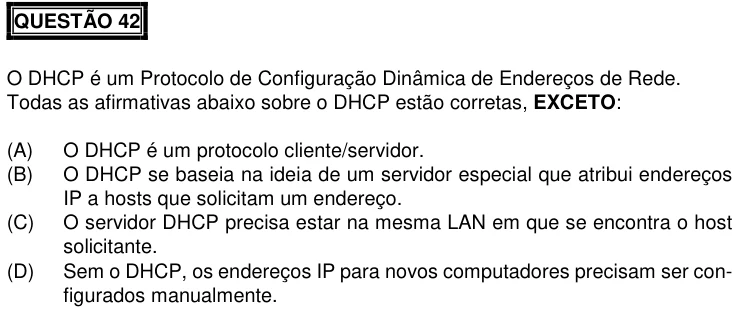 QUESTÃO 42
O DHCP é um Protocolo de Configuração Dinâmica de Endereços de Rede.
Todas as afirmativas abaixo sobre o DHCP estão corretas, EXCETO:
(A) O DHCP é um protocolo cliente/servidor.
(B) O DHCP se baseia na ideia de um servidor especial que atribui endereços
IP a hosts que solicitam um endereço.
(C) O servidor DHCP precisa estar na mesma LAN em que se encontra o host
solicitante.
(D) Sem o DHCP, os endereços IP para novos computadores precisam ser con-
figurados manualmente.